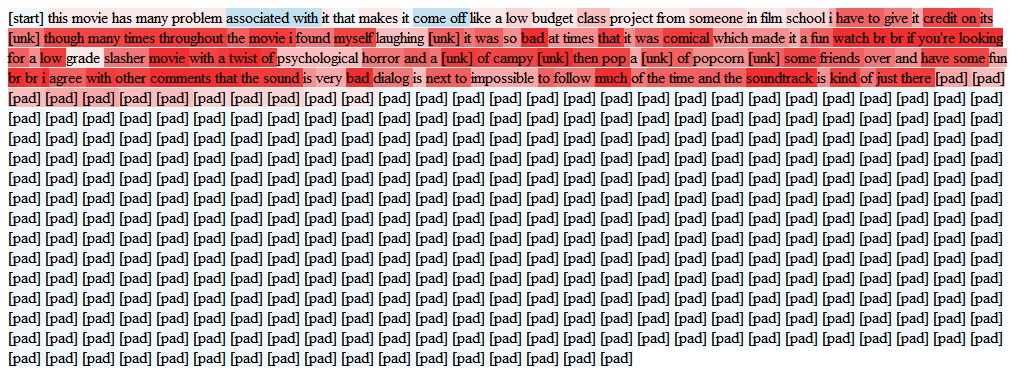 [start] this movie has many problem associated with it that makes it come off like a low budget class project from someone in film school i have to give it credit on its
[unk] though many times throughout the movie i found myself laughing [unk] it was so bad at times that it was comical which made it a fun watch br br if you're looking
for a low grade slasher movie with a twist of psychological horror and a [unk] of campy [unk] then pop a [unk] of popcorn [unk] some friends over and have some fun
br br i agree with other comments that the sound is very bad dialog is next to impossible to follow much of the time and the soundtrack is kind of just there [pad] [pad]
[pad] [pad] [pad] [pad] [pad] [pad] [pad] [pad] [pad] [pad] [pad] [pad] [pad] [pad] [pad] [pad] [pad] [pad] [pad] [pad] [pad] [pad] [pad] [pad] [pad] [pad] [pad]
[pad] [pad] [pad] [pad] [pad] [pad] [pad] [pad] [pad] [pad] [pad] [pad] [pad] [pad] [pad] [pad] [pad] [pad] [pad] [pad] [pad] [pad] [pad] [pad] [pad] [pad] [pad]
[pad] [pad] [pad] [pad] [pad] [pad] [pad] [pad] [pad] [pad] [pad] [pad] [pad] [pad] [pad] [pad] [pad] [pad] [pad] [pad] [pad] [pad] [pad] [pad] [pad] [pad] [pad]
[pad] [pad] [pad] [pad] [pad] [pad] [pad] [pad] [pad] [pad] [pad] [pad] [pad] [pad] [pad] [pad] [pad] [pad] [pad] [pad] [pad] [pad] [pad] [pad] [pad] [pad] [pad]
[pad] [pad] [pad] [pad] [pad] [pad] [pad] [pad] [pad] [pad] [pad] [pad] [pad] [pad] [pad] [pad] [pad] [pad] [pad] [pad] [pad] [pad] [pad] [pad] [pad] [pad] [pad]
[pad] [pad] [pad] [pad] [pad] [pad] [pad] [pad] [pad] [pad] [pad] [pad] [pad] [pad] [pad] [pad] [pad] [pad] [pad] [pad] [pad] [pad] [pad] [pad] [pad] [pad] [pad]
[pad] [pad] [pad] [pad] [pad] [pad] [pad] [pad] [pad] [pad] [pad] [pad] [pad] [pad] [pad] [pad] [pad] [pad] [pad] [pad] [pad] [pad] [pad] [pad] [pad] [pad] [pad]
[pad] [pad] [pad] [pad] [pad] [pad] [pad] [pad] [pad] [pad] [pad] [pad] [pad] [pad] [pad] [pad] [pad] [pad] [pad] [pad] [pad] [pad] [pad] [pad] [pad] [pad] [pad]
[pad] [pad] [pad] [pad] [pad] [pad] [pad] [pad] [pad] [pad] [pad] [pad] [pad] [pad] [pad] [pad] [pad] [pad] [pad] [pad] [pad] [pad] [pad] [pad] [pad] [pad] [pad]
[pad] [pad] [pad] [pad] [pad] [pad] [pad] [pad] [pad] [pad] [pad] [pad] [pad] [pad] [pad] [pad] [pad] [pad] [pad] [pad] [pad] [pad] [pad] [pad] [pad] [pad] [pad]
[pad] [pad] [pad] [pad] [pad] [pad] [pad] [pad] [pad] [pad] [pad] [pad] [pad] [pad] [pad] [pad] [pad] [pad] [pad] [pad] [pad] [pad] [pad] [pad] [pad] [pad] [pad]
[pad] [pad] [pad] [pad] [pad] [pad] [pad] [pad] [pad] [pad] [pad] [pad] [pad] [pad] [pad] [pad] [pad] [pad] [pad] [pad] [pad] [pad] [pad] [pad] [pad] [pad] [pad]
[pad] [pad] [pad] [pad] [pad] [pad] [pad] [pad] [pad] [pad] [pad] [pad] [pad] [pad] [pad] [pad] [pad] [pad] [pad] [pad] [pad] [pad] [pad] [pad] [pad] [pad] [pad]
[pad] [pad] [pad] [pad] [pad] [pad] [pad] [pad] [pad] [pad] [pad] [pad] [pad] [pad] [pad] [pad] [pad]